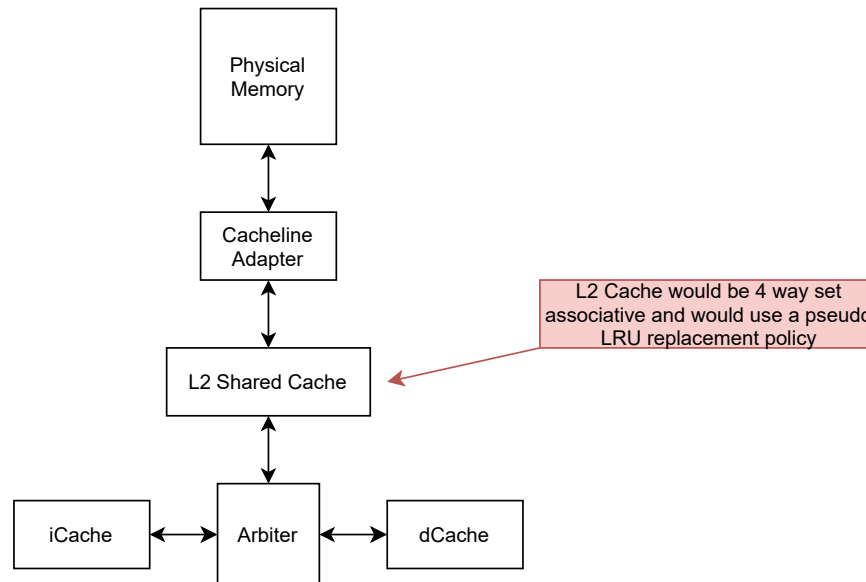 Physical
Memory
Cacheline
Adapter
L2 Cache would be 4 way set
associative and would use a pseudo
LRU replacement policy
L2 Shared Cache
iCache
Arbiter
dCache